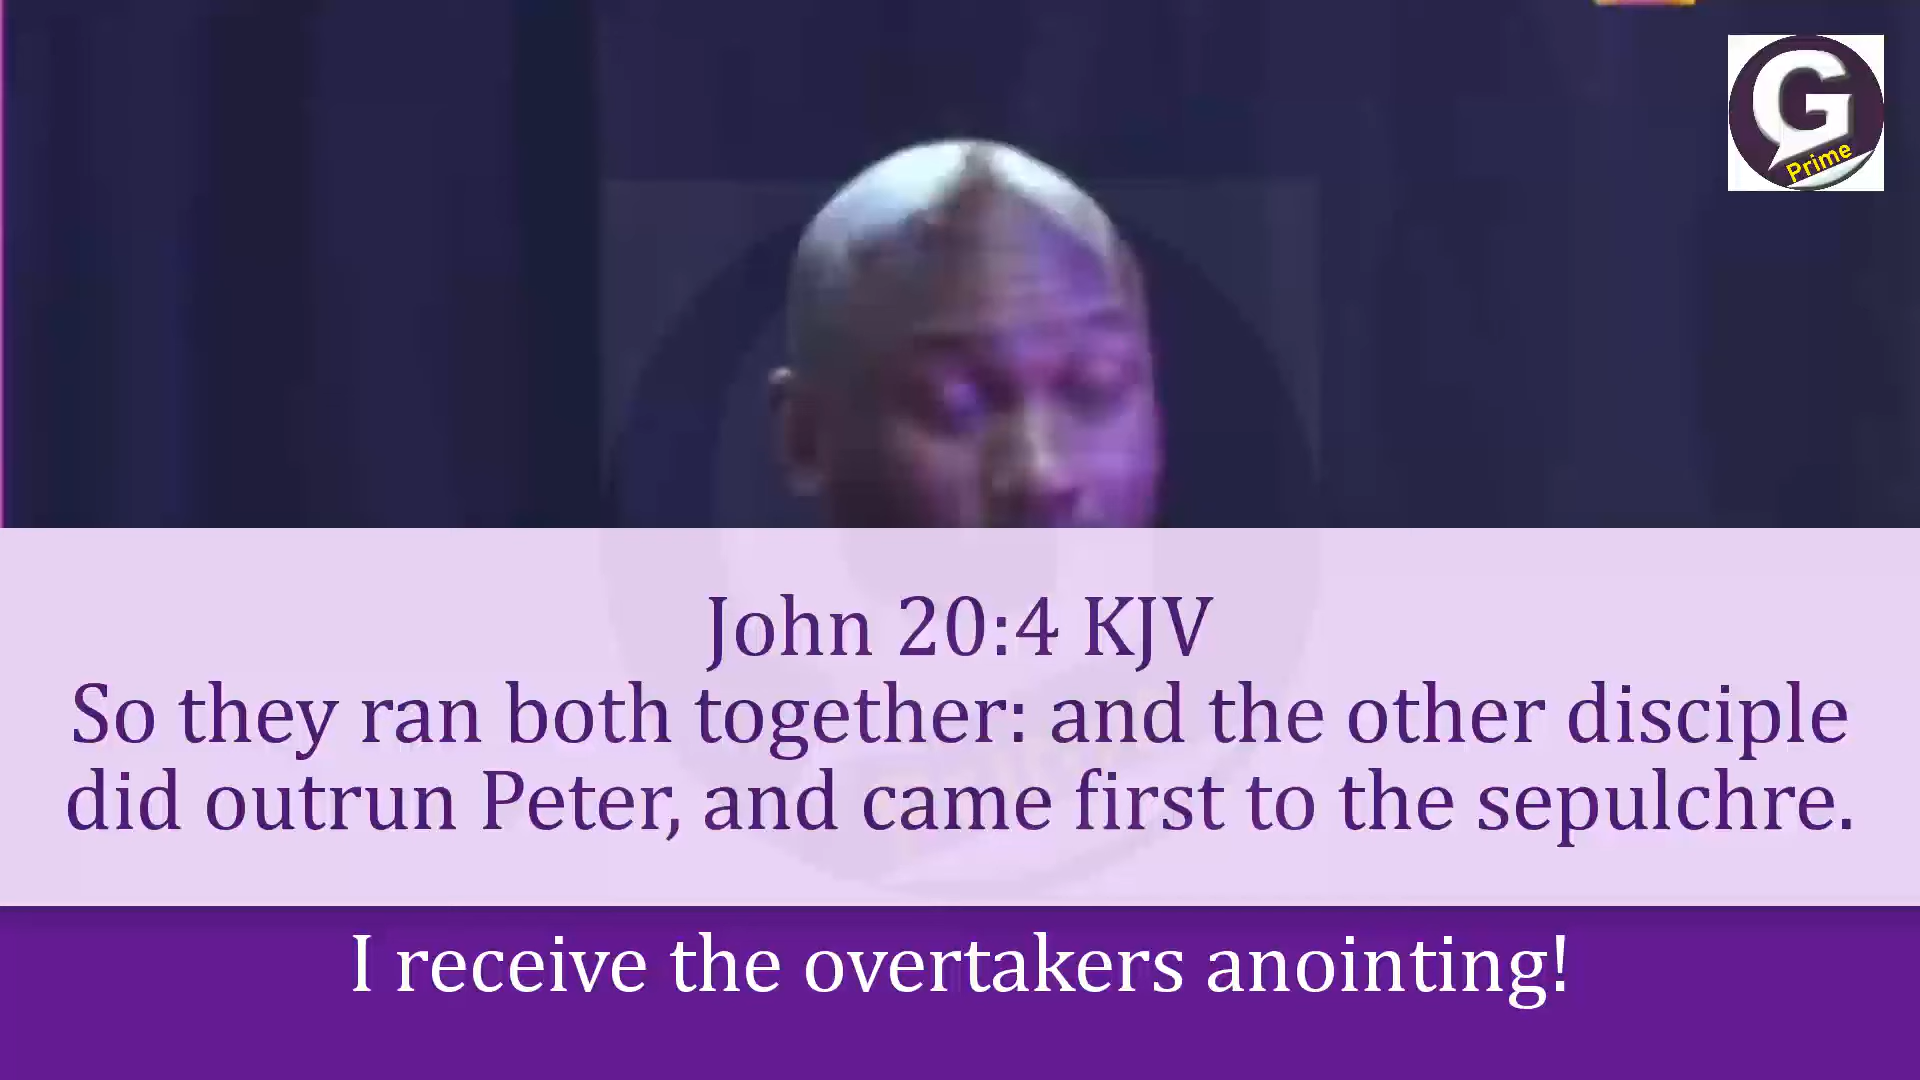 G
Prime
John 20:4 KJV
So they ran both together: and the other disciple
did outrun Peter, and came first to the sepulchre.
I receive the overtakers anointing!